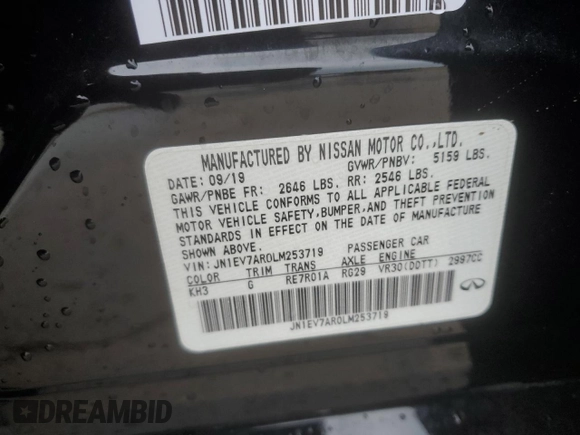 MANUFACTURED BY NISSAN MOTOR CO.,LTD.
DATE: 09/19 GVWR/PNBV: 5159 LBS.
GAWR/PNBE FR: 2646 LBS. RR: 2546 LBS.
THIS VEHICLE CONFORMS TO ALL APPLICABLE FEDERAL
MOTOR VEHICLE SAFETY,BUMPER,AND THEFT PREVENTION
STANDARDS IN EFFECT ON THE DATE OF MANUFACTURE
SHOWN ABOVE.
VIN: JN1EV7AR0LM253719 PASSENGER CAR
COLOR TRIM TRANS AXLE ENGINE
KH3 G RE7R01A RG29 VR30(DDTT) 2997CC
JN1EV7AR0LM253719
DREAMBID